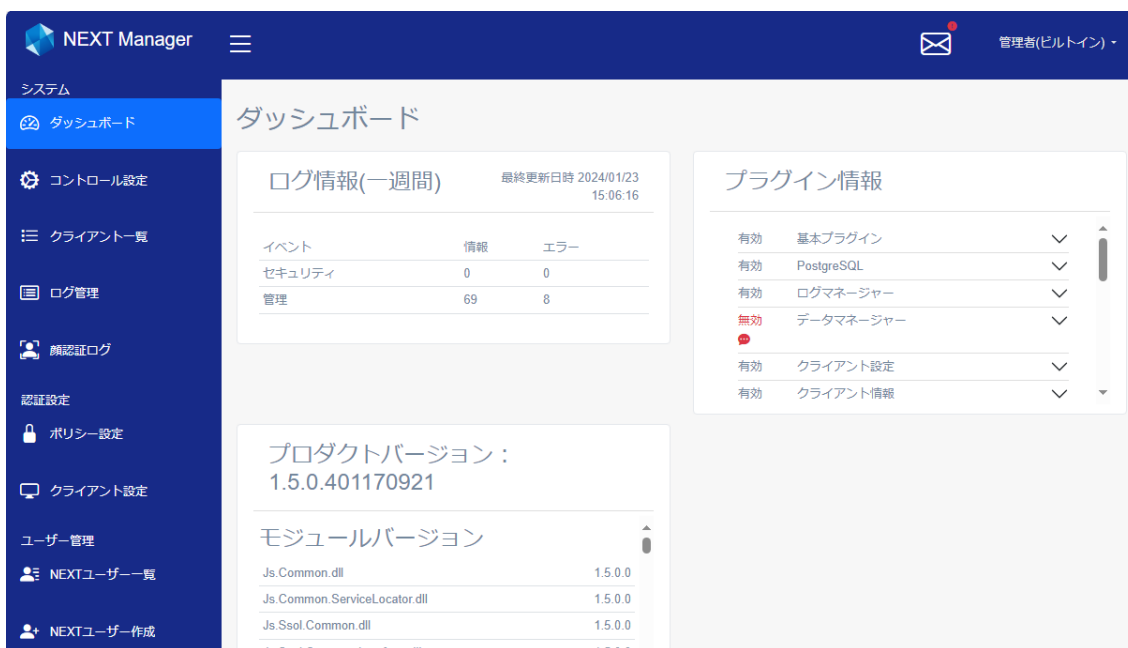 NEXT Manager
管理者(ビルトイン)
システム
ダッシュボード
コントロール設定
クライアント一覧
ログ管理
顔認証ログ
認証設定
ポリシー設定
クライアント設定
ユーザー管理
NEXTユーザー一覧
NEXTユーザー作成
ダッシュボード
ログ情報(一週間)
最終更新日時 2024/01/23
15:06:16
イベント 情報 エラー
セキュリティ 0 0
管理 69 8
プラグイン情報
有効 基本プラグイン
有効 PostgreSQL
有効 ログマネージャー
無効 データマネージャー
有効 クライアント設定
有効 クライアント情報
プロダクトバージョン：
1.5.0.401170921
モジュールバージョン
Js.Common.dll 1.5.0.0
Js.Common.ServiceLocator.dll 1.5.0.0
Js.Ssol.Common.dll 1.5.0.0